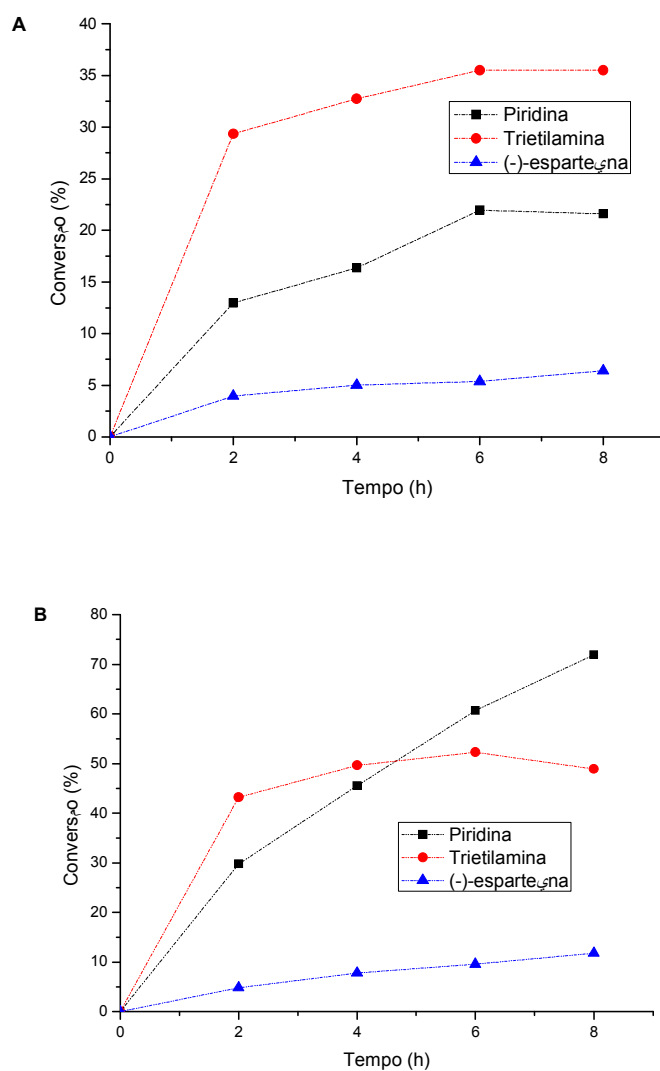 A
40
35
30
25
20
15
10
5
0
Conversمo (%)
Piridina
Trietilamina
(-)-esparteيna
0 2 4 6 8
Tempo (h)
B
80
70
60
50
40
30
20
10
0
Conversمo (%)
Piridina
Trietilamina
(-)-esparteيna
0 2 4 6 8
Tempo (h)